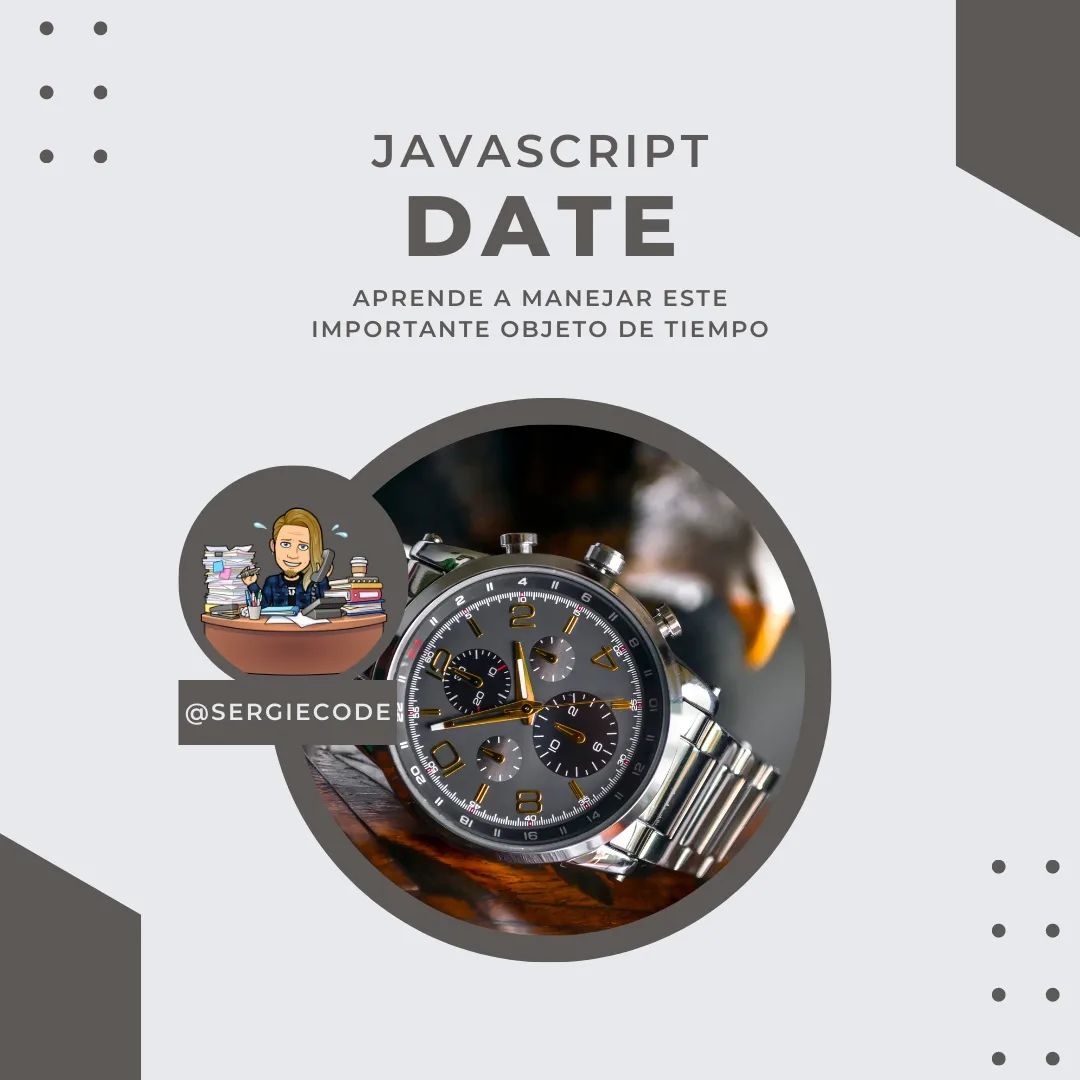 JAVASCRIPT
DATE
APRENDE A MANEJAR ESTE
IMPORTANTE OBJETO DE TIEMPO
@SERGIECODE